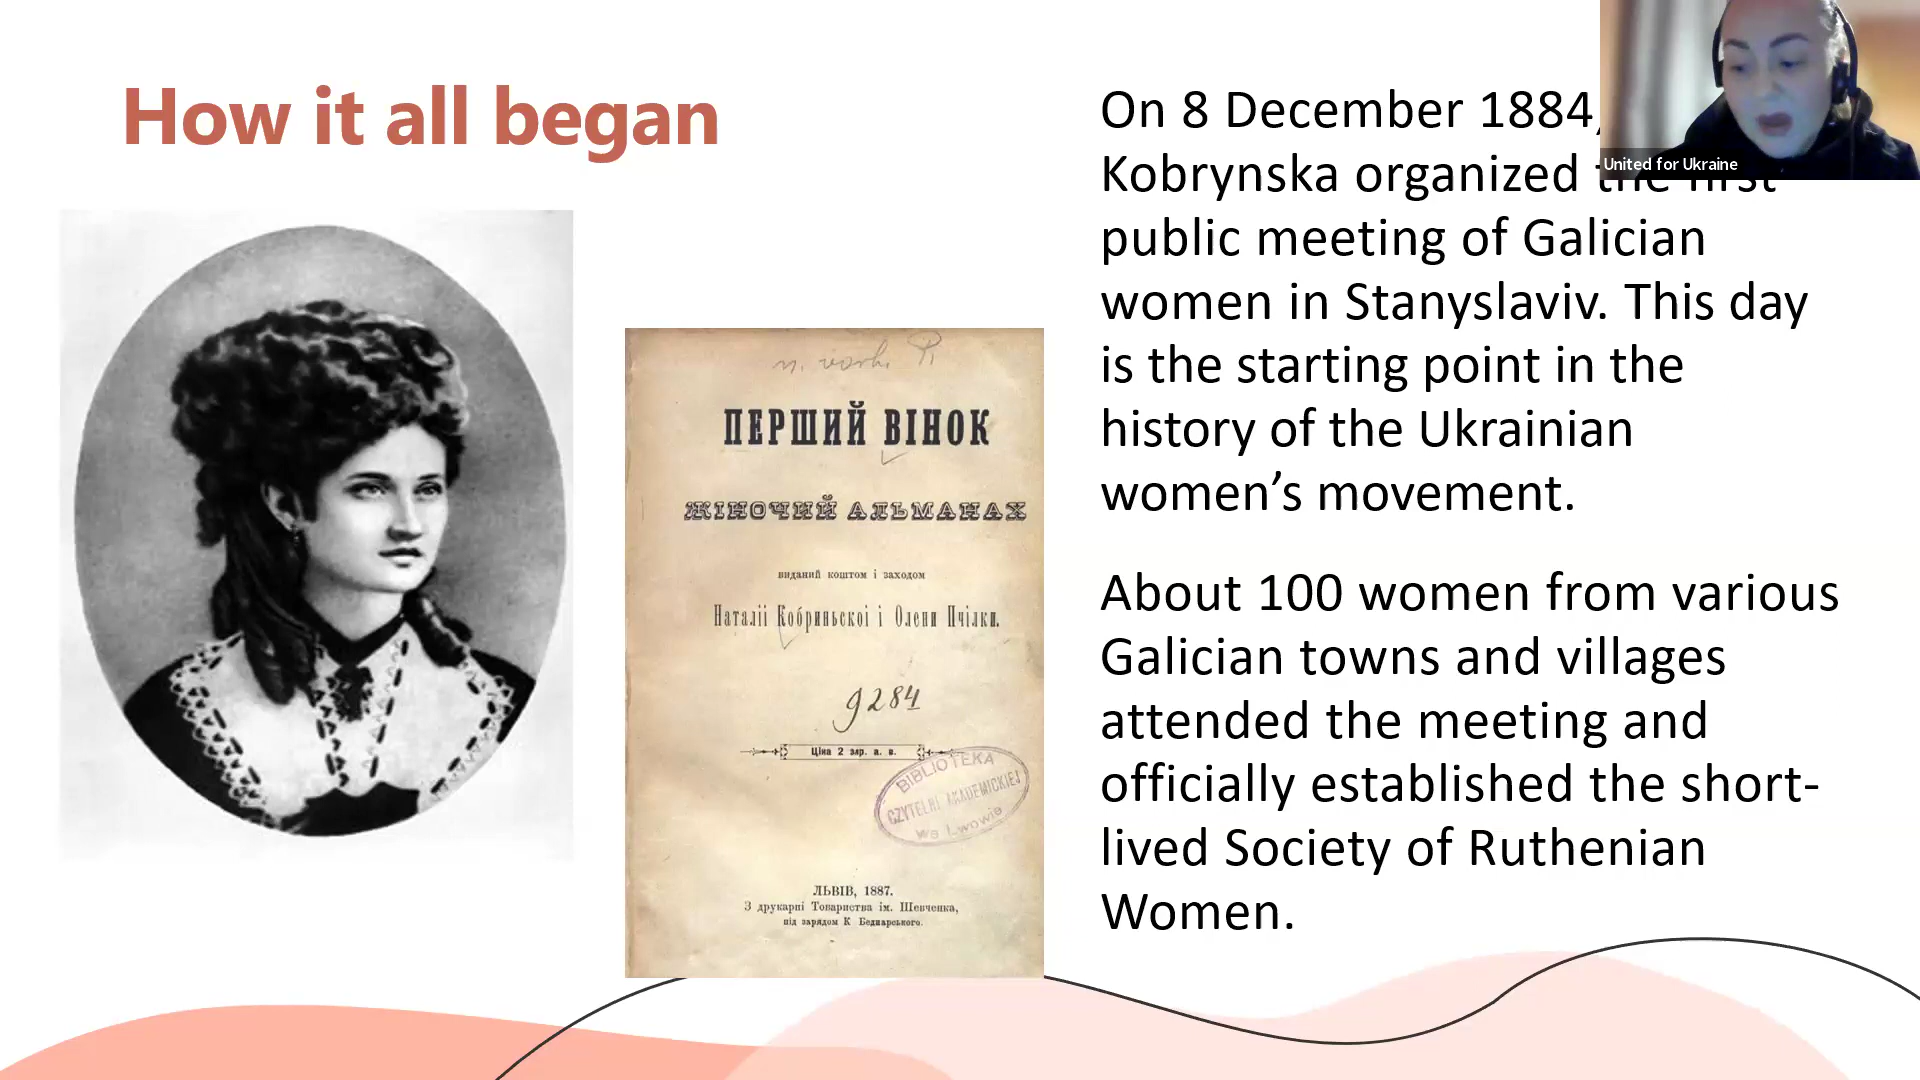 How it all began
On 8 December 1884,
Kobrynska organized the first
public meeting of Galician
women in Stanyslaviv. This day
is the starting point in the
history of the Ukrainian
women’s movement.
About 100 women from various
Galician towns and villages
attended the meeting and
officially established the short-
lived Society of Ruthenian
Women.
United for Ukraine
ПЕРШИЙ ВІНОК
ЖІНОЧИЙ АЛЬМАНАХ
виданий коштом і заходом
Наталії Кобриньскої і Олени Пчілки.
9284
Ціна 2 зар. а. в.
BIBLIOTEKA
CZYTELNI AKADEMICKIEJ
we Lwowie
ЛЬВІВ, 1887.
З друкарні Товариства ім. Шевченка,
під зарядом К. Беднарського.